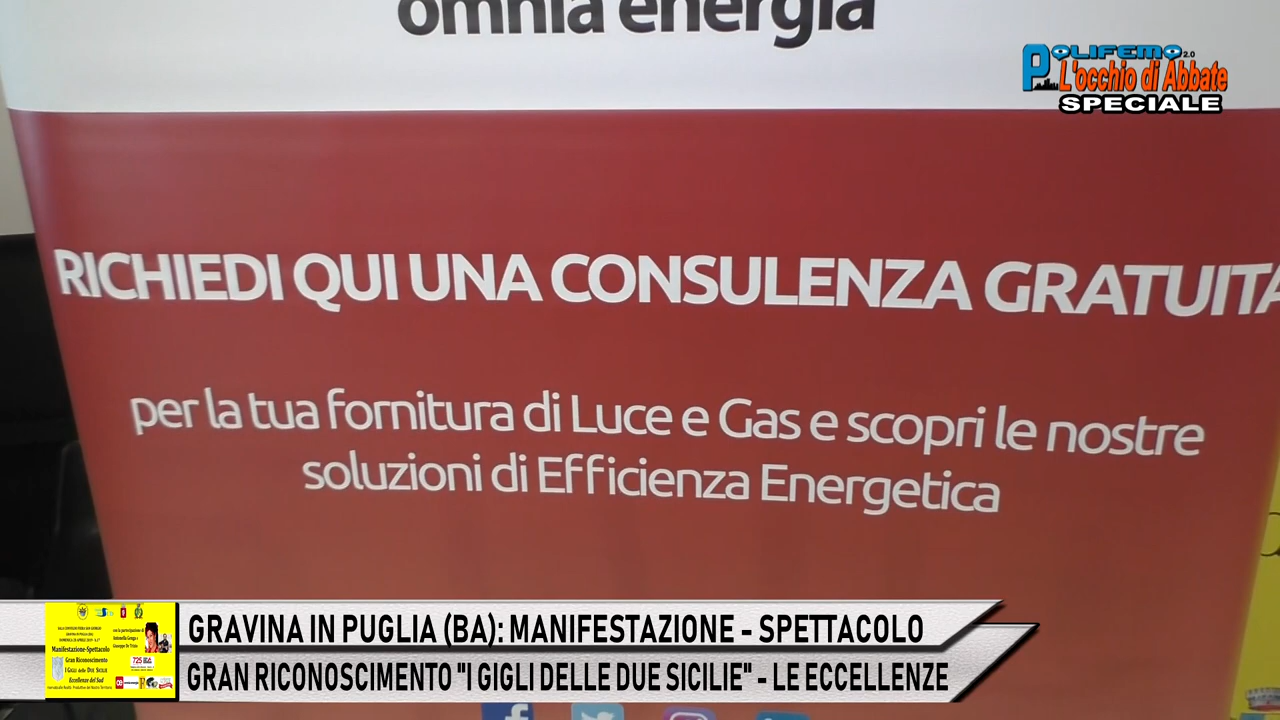 omnia energia
POLIFEMO 2.0
L'occhio di Abbate
SPECIALE
RICHIEDI QUI UNA CONSULENZA GRATUITA
per la tua fornitura di Luce e Gas e scopri le nostre
soluzioni di Efficienza Energetica
GRAVINA IN PUGLIA (BA): MANIFESTAZIONE - SPETTACOLO
GRAN RICONOSCIMENTO "I GIGLI DELLE DUE SICILIE" - LE ECCELLENZE
Manifestazione-Spettacolo
Gran Riconoscimento
I Gigli delle Due Sicilie
Eccellenze del Sud